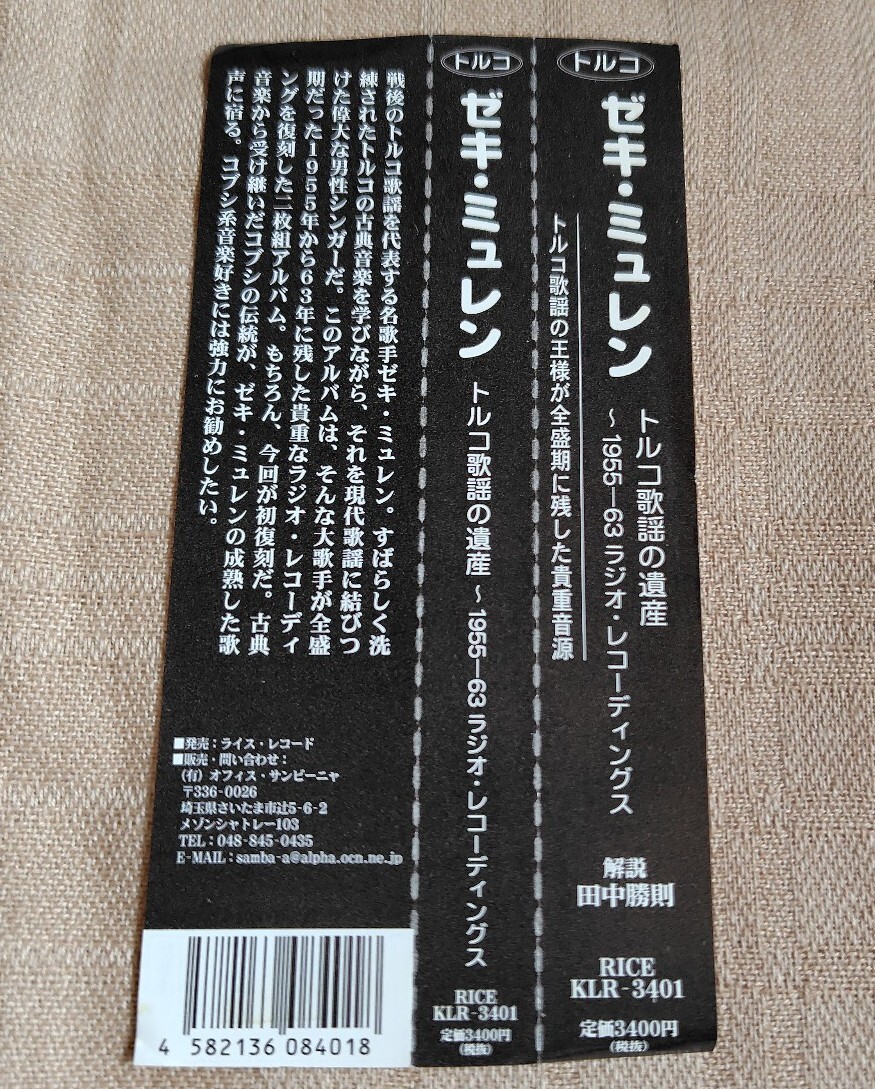 トルコ
ゼキ・ミュレン
トルコ歌謡の遺産
〜1955―63 ラジオ・レコーディングス
トルコ歌謡の王様が全盛期に残した貴重音源
解説
田中勝則
RICE
KLR-3401
定価3400円
(税抜)
トルコ
ゼキ・ミュレン
トルコ歌謡の遺産 〜1955―63 ラジオ・レコーディングス
RICE
KLR-3401
定価3400円
(税抜)
戦後のトルコ歌謡を代表する名歌手ゼキ・ミュレン。すばらしく洗
練されたトルコの古典音楽を学びながら、それを現代歌謡に結びつ
けた偉大な男性シンガーだ。このアルバムは、そんな大歌手が全盛
期だった1955年から63年に残した貴重なラジオ・レコーディ
ングを復刻した二枚組アルバム。もちろん、今回が初復刻だ。古典
音楽から受け継いだコブシの伝統が、ゼキ・ミュレンの成熟した歌
声に宿る。コブシ系音楽好きには強力にお勧めしたい。
■発売：ライス・レコード
■販売・問い合わせ：
(有) オフィス・サンビーニャ
〒336-0026
埼玉県さいたま市辻5-6-2
メゾンシャトレー103
TEL：048-845-0435
E-MAIL：samba-a@alpha.ocn.ne.jp
4 582136 084018